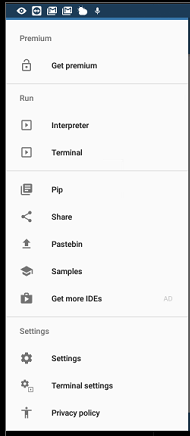 Premium
Get premium
Run
Interpreter
Terminal
Pip
Share
Pastebin
Samples
Get more IDEs AD
Settings
Settings
Terminal settings
Privacy policy